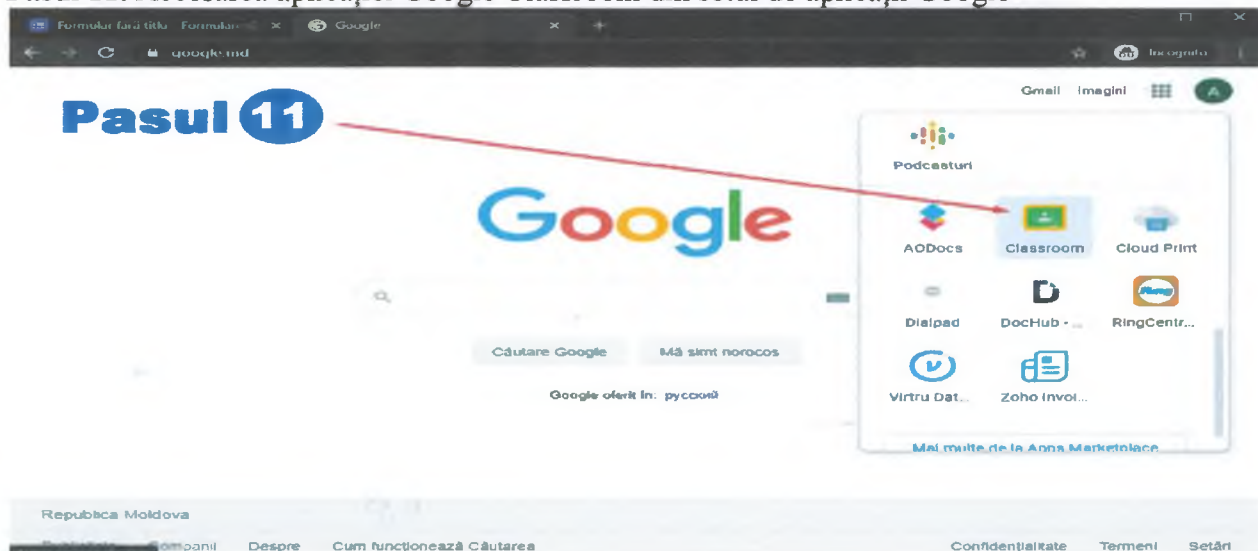 Formular fără titlu - Formular
Google
google.md
Incognito
Gmail Imagini
A
Pasul 11
Podcasturi
Google
AODocs Classroom Cloud Print
Dialpad DocHub - ... RingCentr...
Căutare Google Mă simt norocos
Google oferit în: русский
Virtru Dat... Zoho Invoi...
Mai multe de la Apps Marketplace
Republica Moldova
Companii Despre Cum funcționează Căutarea Confidențialitate Termeni Setări